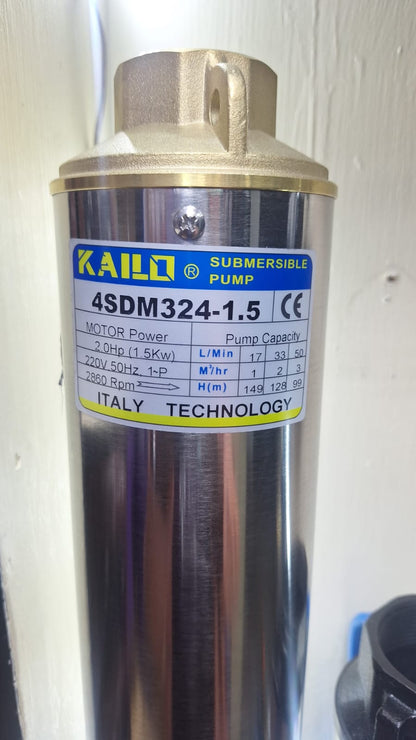 KAILO ® SUBMERSIBLE PUMP
4SDM324-1.5 CE
MOTOR Power
2.0Hp (1.5Kw)
220V 50Hz, 1~P
2860 Rpm
Pump Capacity
L/Min 17 33 50
M³/hr 1 2 3
H(m) 149 128 99
ITALY TECHNOLOGY